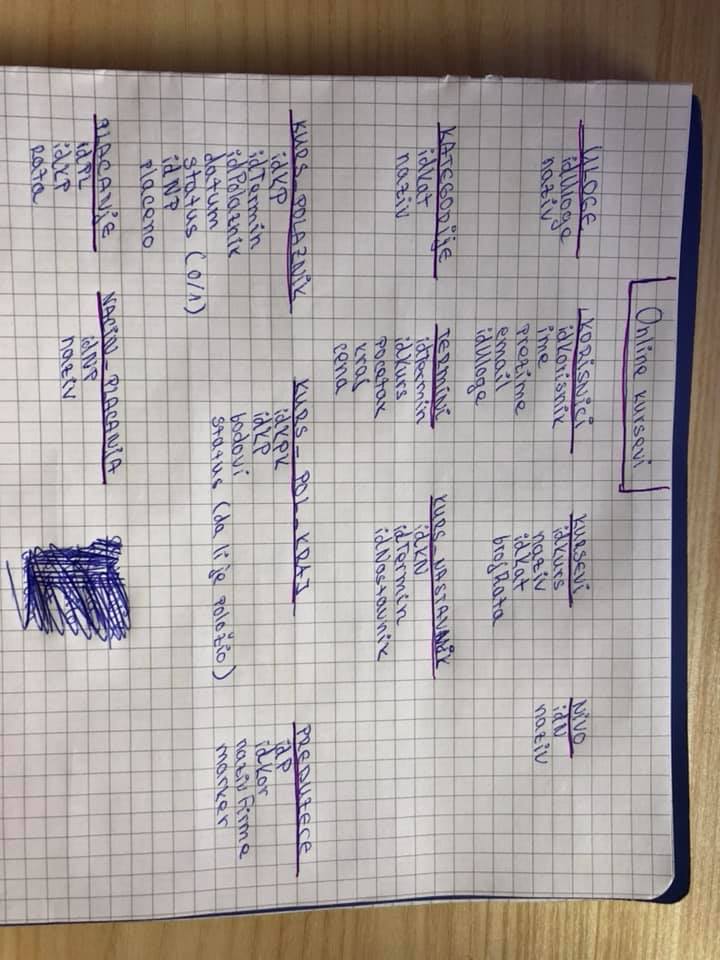 Online kursevi
ULOGE
idUloge
naziv
KORISNICI
idKorisnik
ime
prezime
email
idUloge
KURSEVI
idKurs
naziv
idKat
brojRata
NIVO
idN
naziv
KATEGORIJE
idKat
naziv
TERMINI
idTermin
idKurs
pocetak
kraj
cena
KURS_NASTAVNIK
idKN
idTermin
idNastavnik
KURS_POLAZNIK
idKP
idTermin
idPolaznik
datum
status (0/1)
idNP
placeno
KURS_POL_KRAJ
idKPK
idKP
bodovi
status (da li je položio)
PREDUZECE
idP
idKor
nazivFirme
marker
PLACANJE
idPL
idKP
rata
NACIN_PLACANJA
idNP
naziv